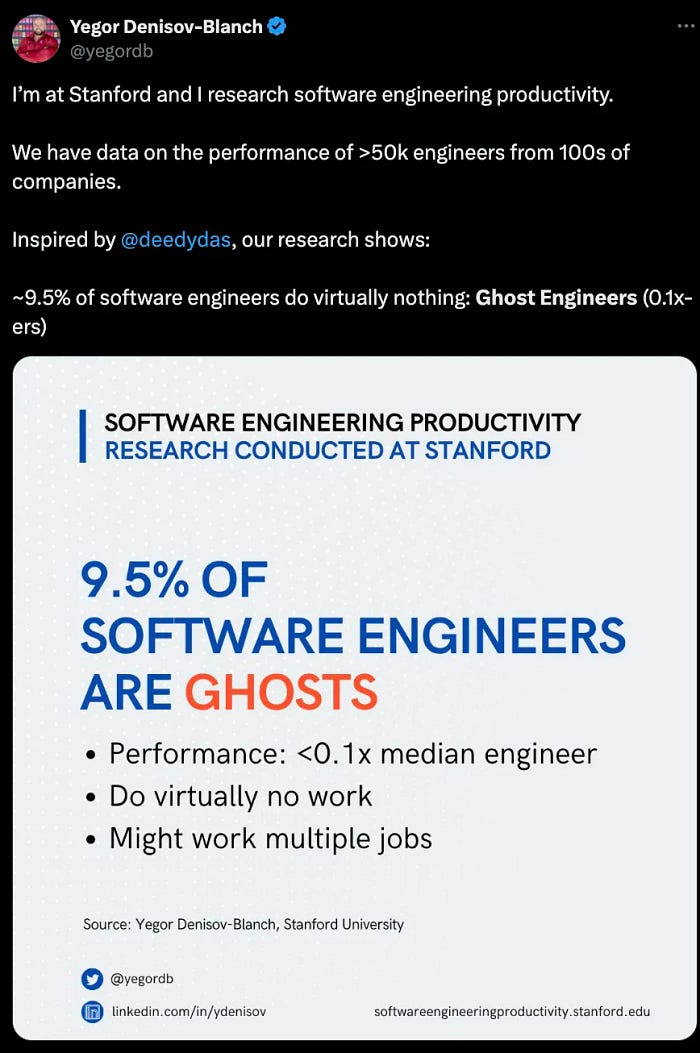 Yegor Denisov-Blanch
@yegordb
I’m at Stanford and I research software engineering productivity.
We have data on the performance of >50k engineers from 100s of
companies.
Inspired by @deedydas, our research shows:
~9.5% of software engineers do virtually nothing: Ghost Engineers (0.1x-
ers)
SOFTWARE ENGINEERING PRODUCTIVITY
RESEARCH CONDUCTED AT STANFORD
9.5% OF
SOFTWARE ENGINEERS
ARE GHOSTS
• Performance: <0.1x median engineer
• Do virtually no work
• Might work multiple jobs
Source: Yegor Denisov-Blanch, Stanford University
@yegordb
linkedin.com/in/ydenisov
softwareengineeringproductivity.stanford.edu